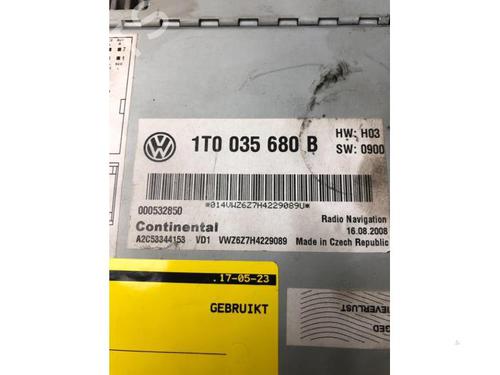 1T0 035 680 B
HW: H03
SW: 0900
*014VWZ6Z7H4229089U*
000532850
Continental
Radio Navigation
16.08.2008
A2C53344153 VD1 VWZ6Z7H4229089 Made in Czech Republic
.17-05-23
GEBRUIKT